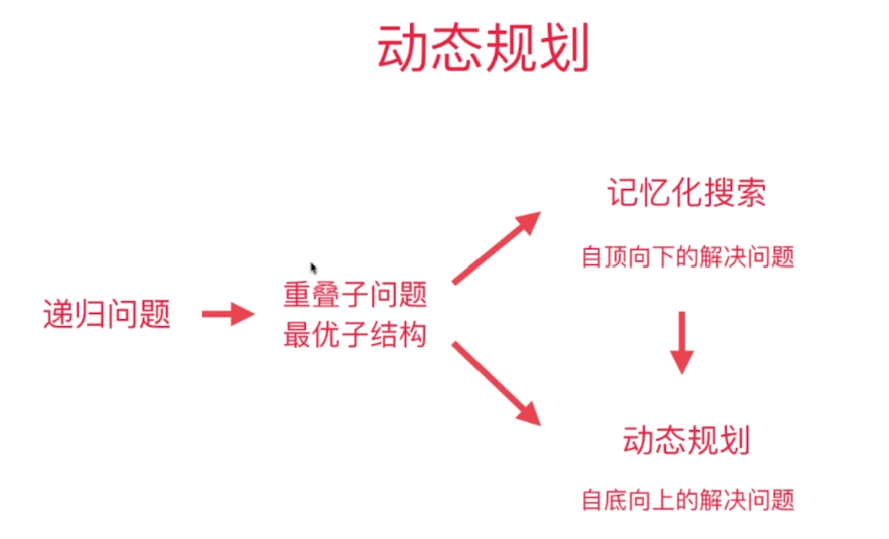 动态规划
递归问题
重叠子问题
最优子结构
记忆化搜索
自顶向下的解决问题
动态规划
自底向上的解决问题